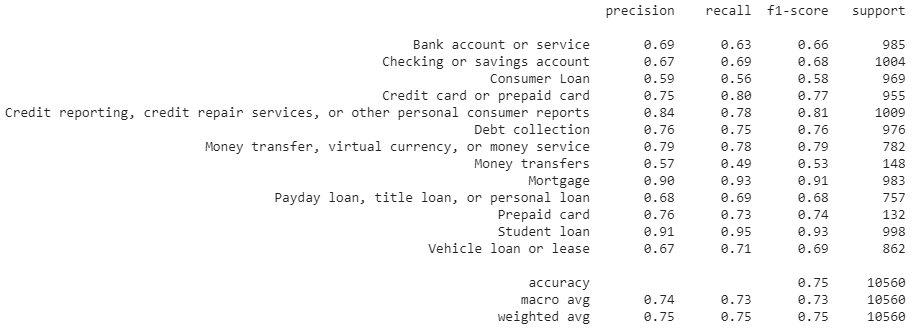 precision recall f1-score support
Bank account or service 0.69 0.63 0.66 985
Checking or savings account 0.67 0.69 0.68 1004
Consumer Loan 0.59 0.56 0.58 969
Credit card or prepaid card 0.75 0.80 0.77 955
Credit reporting, credit repair services, or other personal consumer reports 0.84 0.78 0.81 1009
Debt collection 0.76 0.75 0.76 976
Money transfer, virtual currency, or money service 0.79 0.78 0.79 782
Money transfers 0.57 0.49 0.53 148
Mortgage 0.90 0.93 0.91 983
Payday loan, title loan, or personal loan 0.68 0.69 0.68 757
Prepaid card 0.76 0.73 0.74 132
Student loan 0.91 0.95 0.93 998
Vehicle loan or lease 0.67 0.71 0.69 862
accuracy 0.75 10560
macro avg 0.74 0.73 0.73 10560
weighted avg 0.75 0.75 0.75 10560